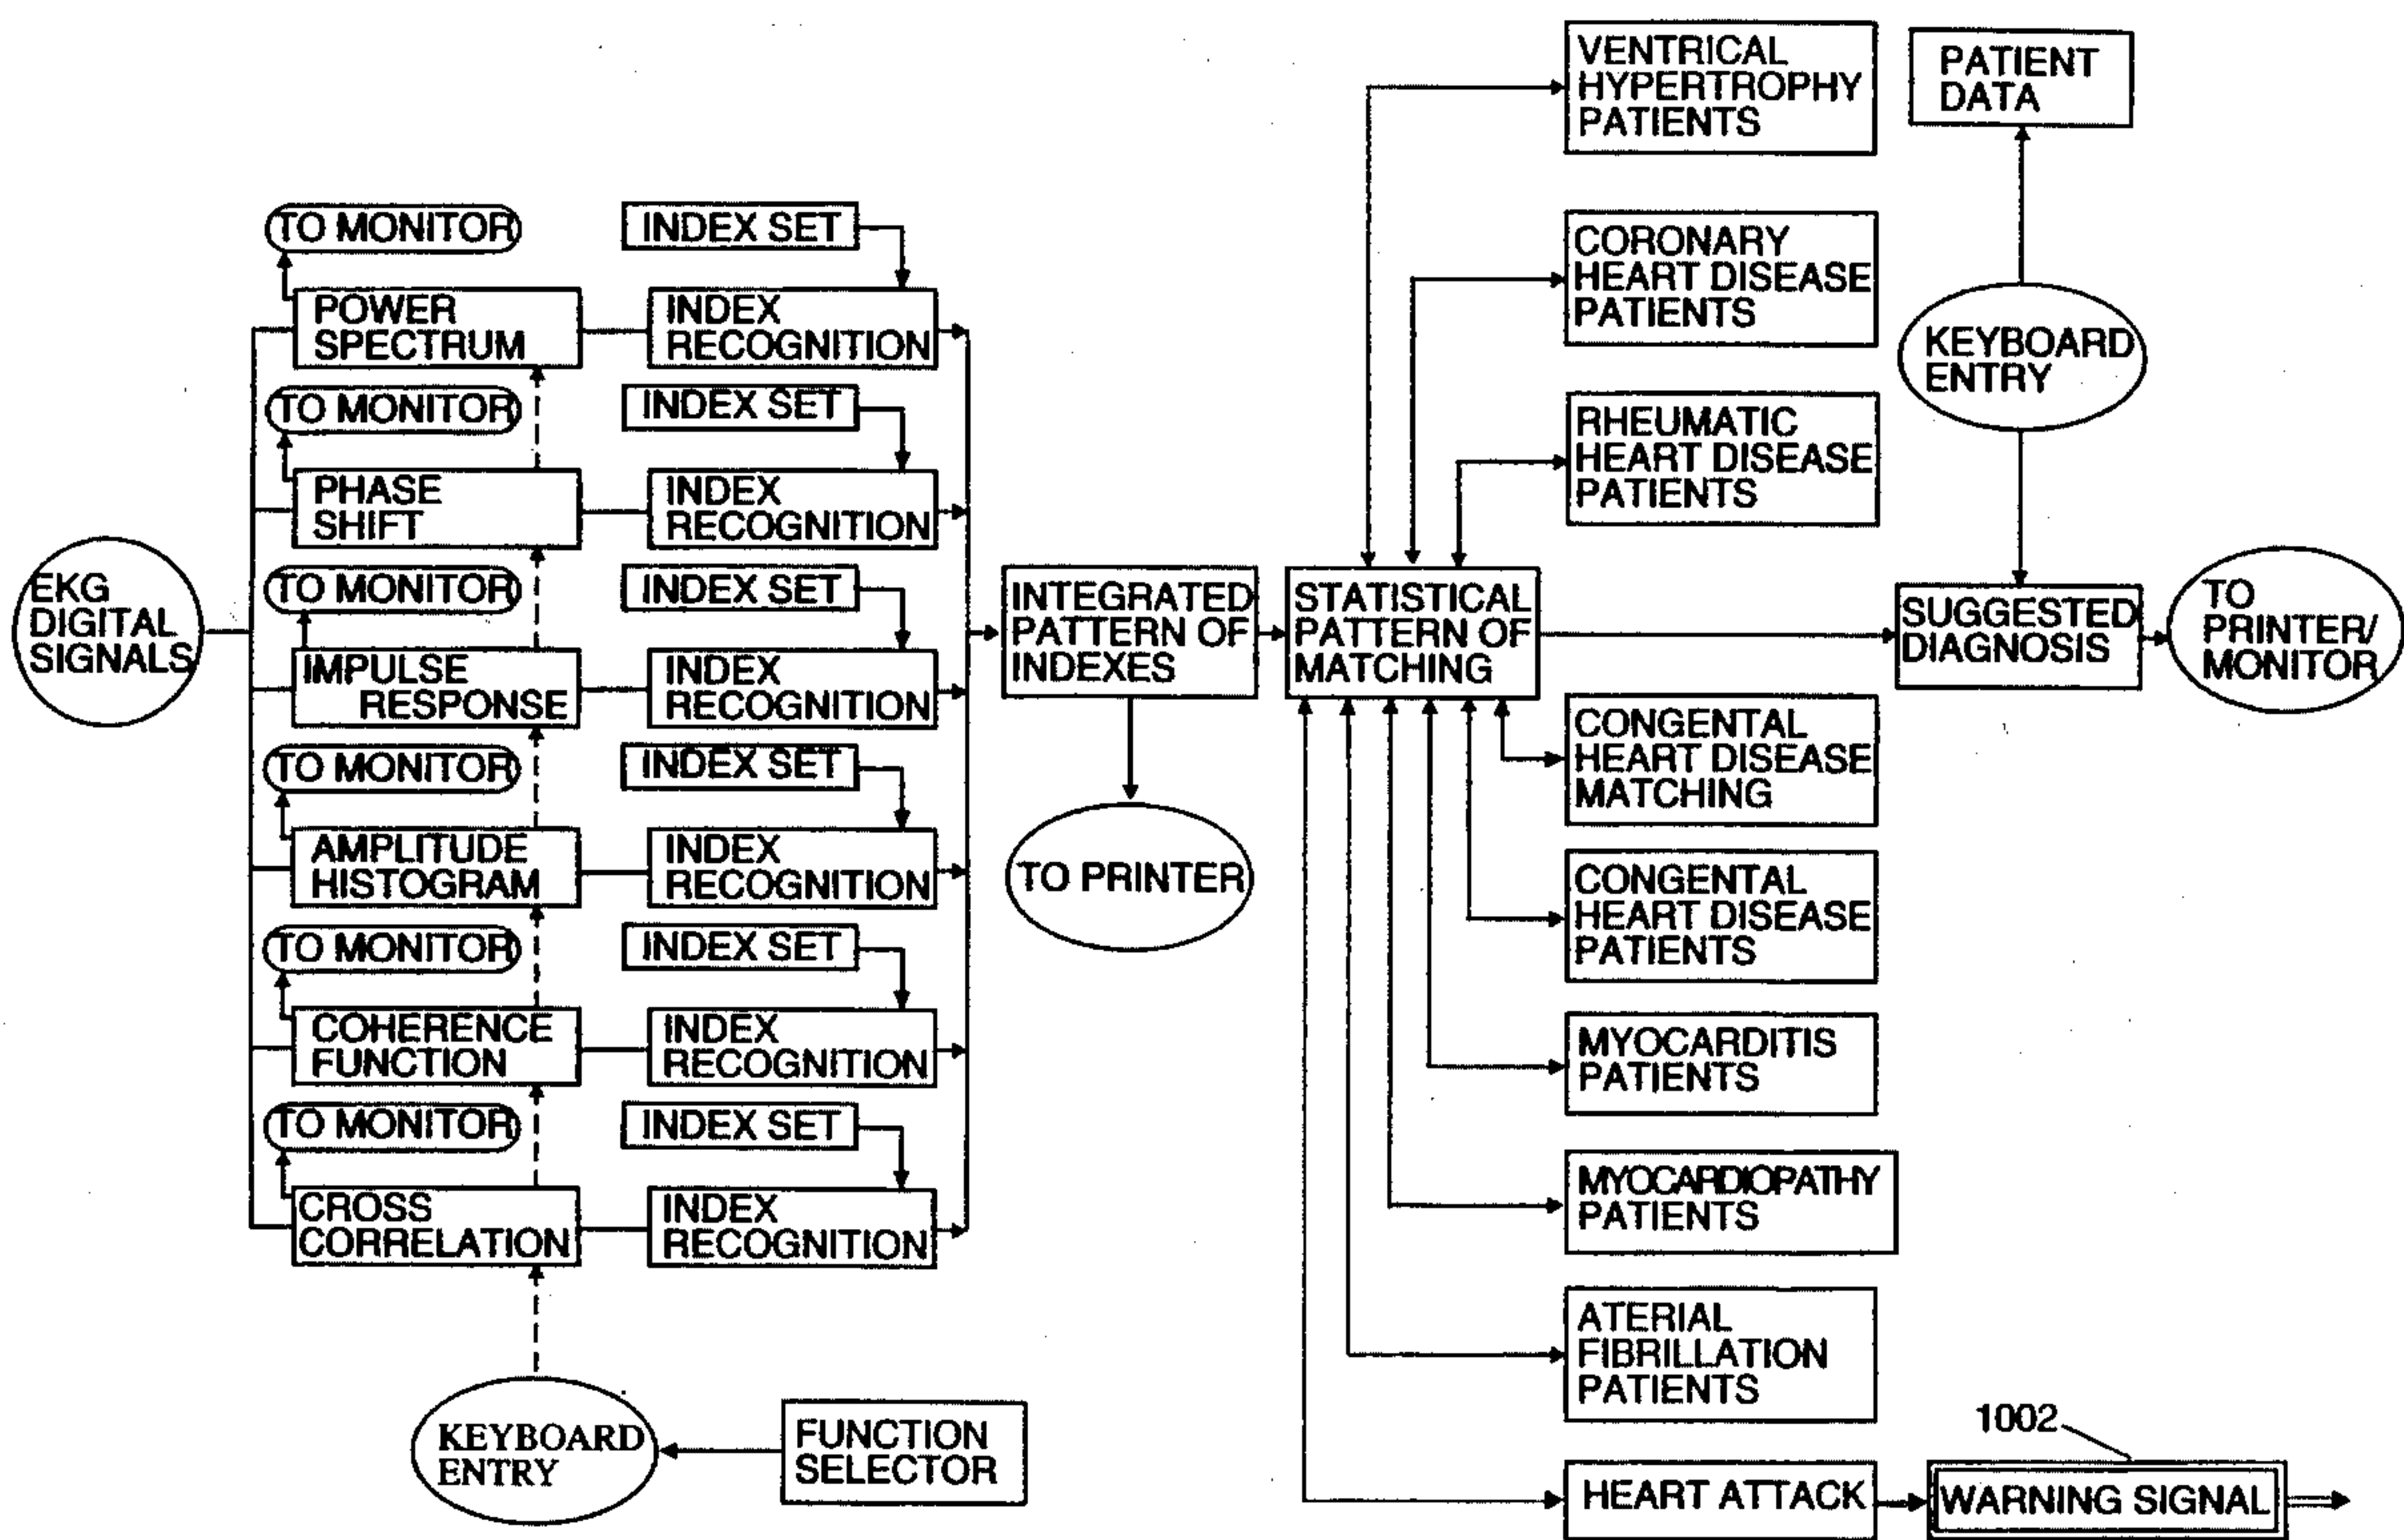 EKG
DIGITAL
SIGNALS
TO MONITOR
POWER
SPECTRUM
TO MONITOR
PHASE
SHIFT
TO MONITOR
IMPULSE
RESPONSE
TO MONITOR
AMPLITUDE
HISTOGRAM
TO MONITOR
COHERENCE
FUNCTION
TO MONITOR
CROSS
CORRELATION
KEYBOARD
ENTRY
FUNCTION
SELECTOR
INDEX SET
INDEX
RECOGNITION
INDEX SET
INDEX
RECOGNITION
INDEX SET
INDEX
RECOGNITION
INDEX SET
INDEX
RECOGNITION
INDEX SET
INDEX
RECOGNITION
INDEX SET
INDEX
RECOGNITION
INTEGRATED
PATTERN OF
INDEXES
TO PRINTER
STATISTICAL
PATTERN OF
MATCHING
VENTRICAL
HYPERTROPHY
PATIENTS
CORONARY
HEART DISEASE
PATIENTS
RHEUMATIC
HEART DISEASE
PATIENTS
CONGENTAL
HEART DISEASE
MATCHING
CONGENTAL
HEART DISEASE
PATIENTS
MYOCARDITIS
PATIENTS
MYOCARDIOPATHY
PATIENTS
ATERIAL
FIBRILLATION
PATIENTS
HEART ATTACK
1002
WARNING SIGNAL
PATIENT
DATA
KEYBOARD
ENTRY
SUGGESTED
DIAGNOSIS
TO
PRINTER/
MONITOR